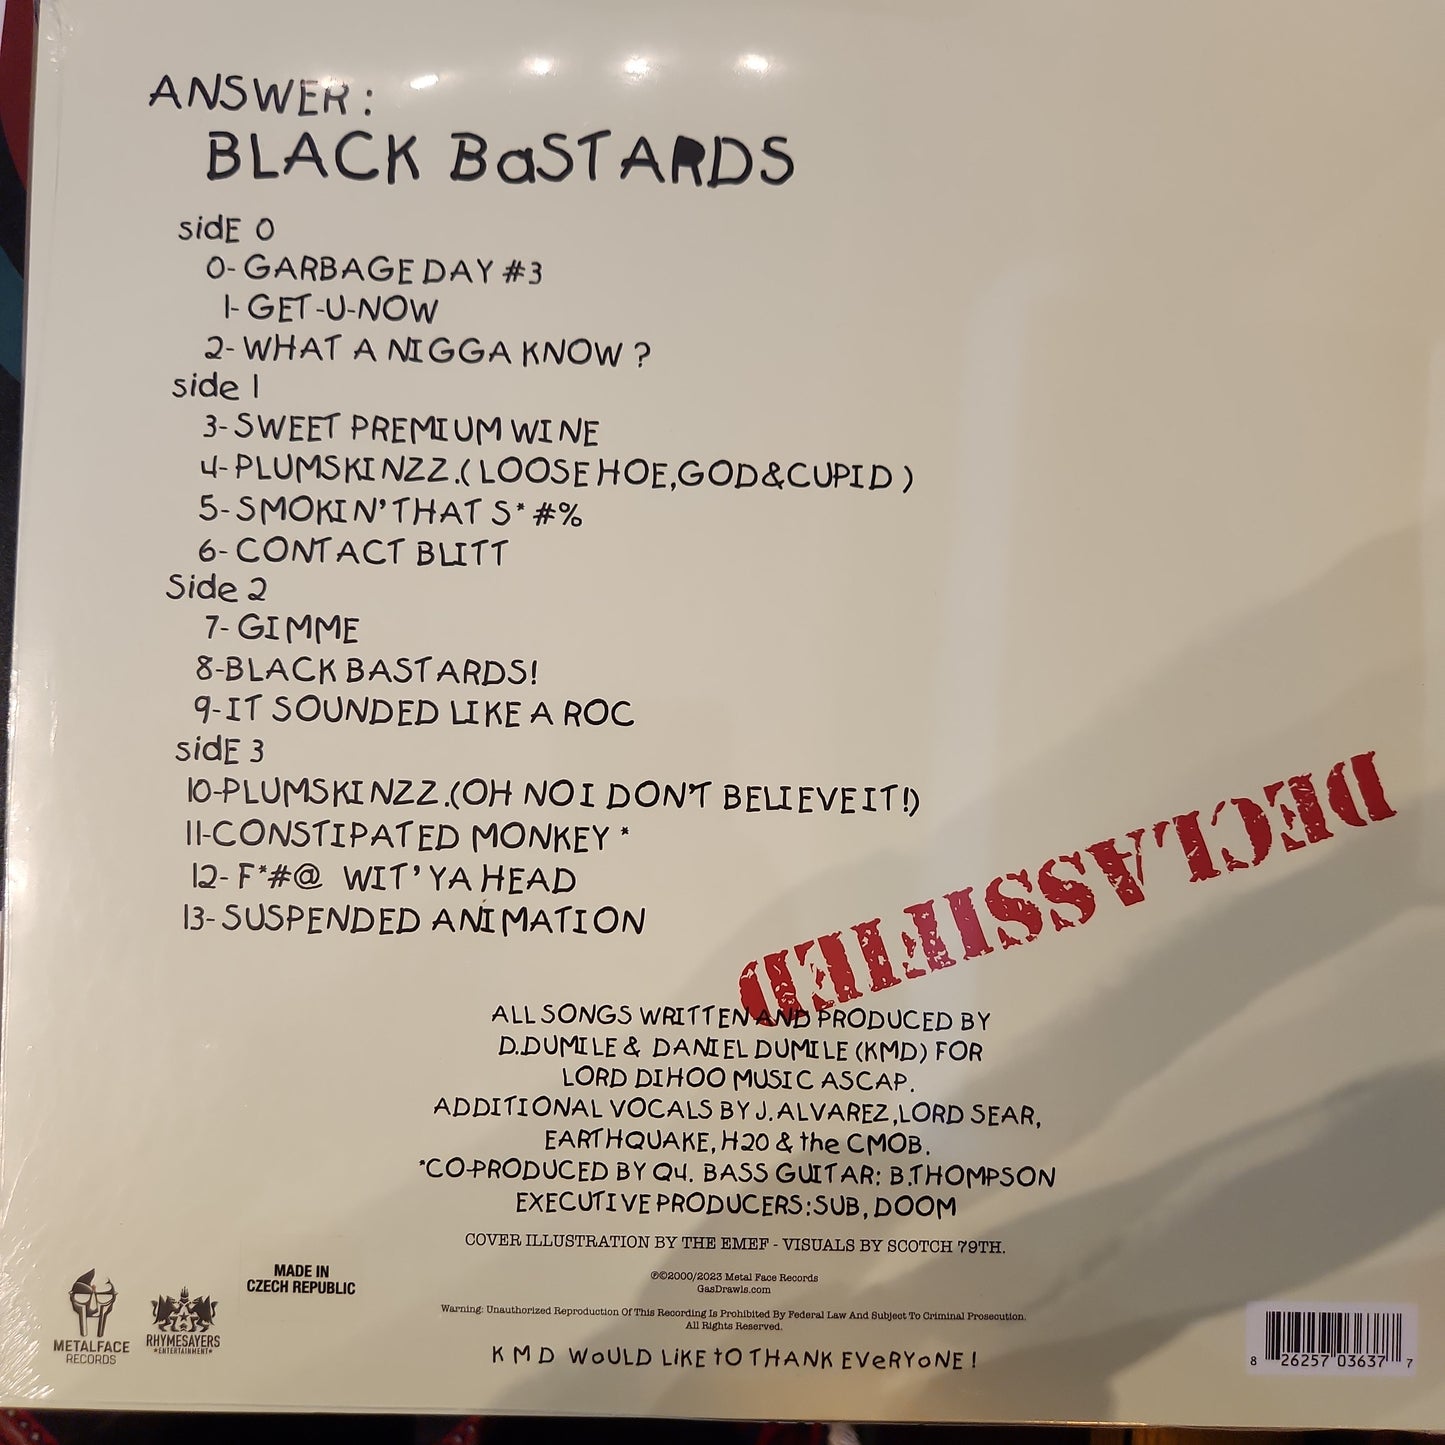 ANSWER:
BLACK BaSTARDS
sidE 0
0- GARBAGE DAY #3
1- GET-U-NOW
2- WHAT A NIGGA KNOW ?
side 1
3- SWEET PREMIUM WINE
4- PLUMSKINZZ.( LOOSE HOE,GOD&CUPID )
5- SMOKIN' THAT S*#%
6- CONTACT BLITT
Side 2
7- GIMME
8-BLACK BASTARDS!
9-IT SOUNDED LIKE A ROC
sidE 3
10-PLUMSKINZZ.(OH NO I DON'T BELIEVE IT!)
11-CONSTIPATED MONKEY *
12- F*#@ WIT' YA HEAD
13- SUSPENDED ANIMATION
DECLASSIFIED
ALL SONGS WRITTEN AND PRODUCED BY
D.DUMILE & DANIEL DUMILE (KMD) FOR
LORD DIHOO MUSIC ASCAP.
ADDITIONAL VOCALS BY J.ALVAREZ,LORD SEAR,
EARTHQUAKE, H20 & the CMOB.
*CO-PRODUCED BY Q4. BASS GUITAR: B.THOMPSON
EXECUTIVE PRODUCERS:SUB, DOOM
COVER ILLUSTRATION BY THE EMEF - VISUALS BY SCOTCH 79TH.
℗©2000/2023 Metal Face Records
GasDrawls.com
Warning: Unauthorized Reproduction Of This Recording Is Prohibited By Federal Law And Subject To Criminal Prosecution.
All Rights Reserved.
KMD WoULD LiKE tO THANK EVeRYoNE !
MADE IN
CZECH REPUBLIC
METALFACE
RECORDS
RHYMESAYERS
*ENTERTAINMENT*
8 26257 03637 7